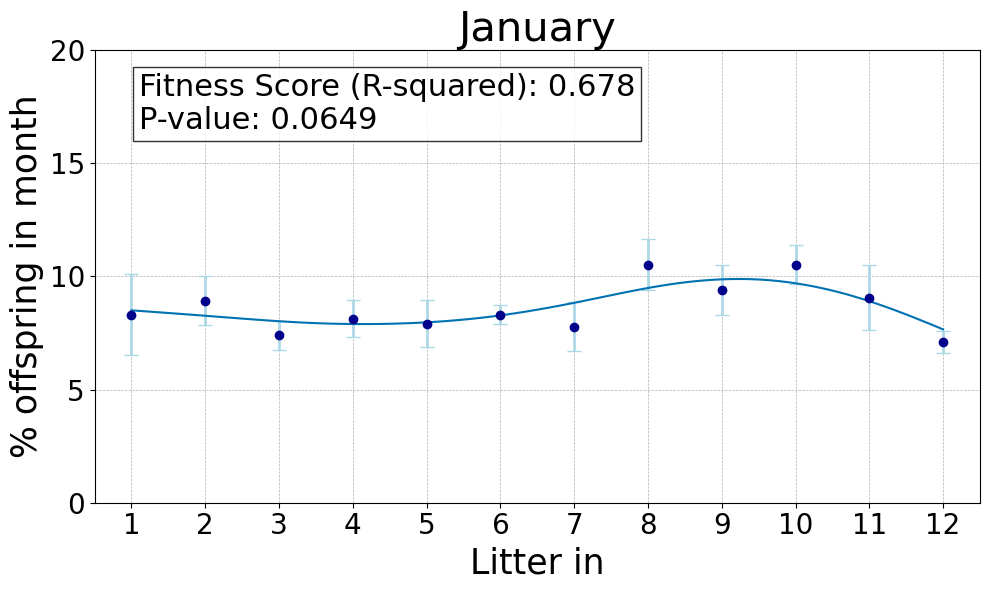 January
Fitness Score (R-squared): 0.678
P-value: 0.0649
% offspring in month
20
15
10
5
0
1 2 3 4 5 6 7 8 9 10 11 12
Litter in